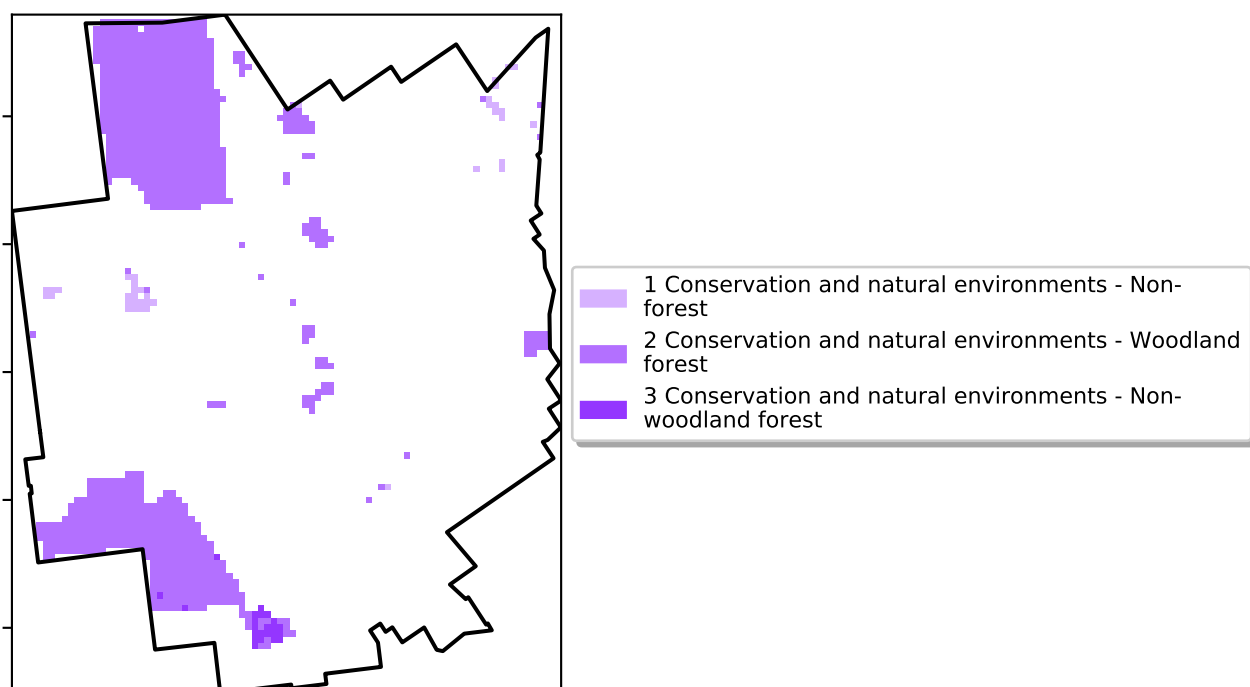 1 Conservation and natural environments - Non-
forest
2 Conservation and natural environments - Woodland
forest
3 Conservation and natural environments - Non-
woodland forest